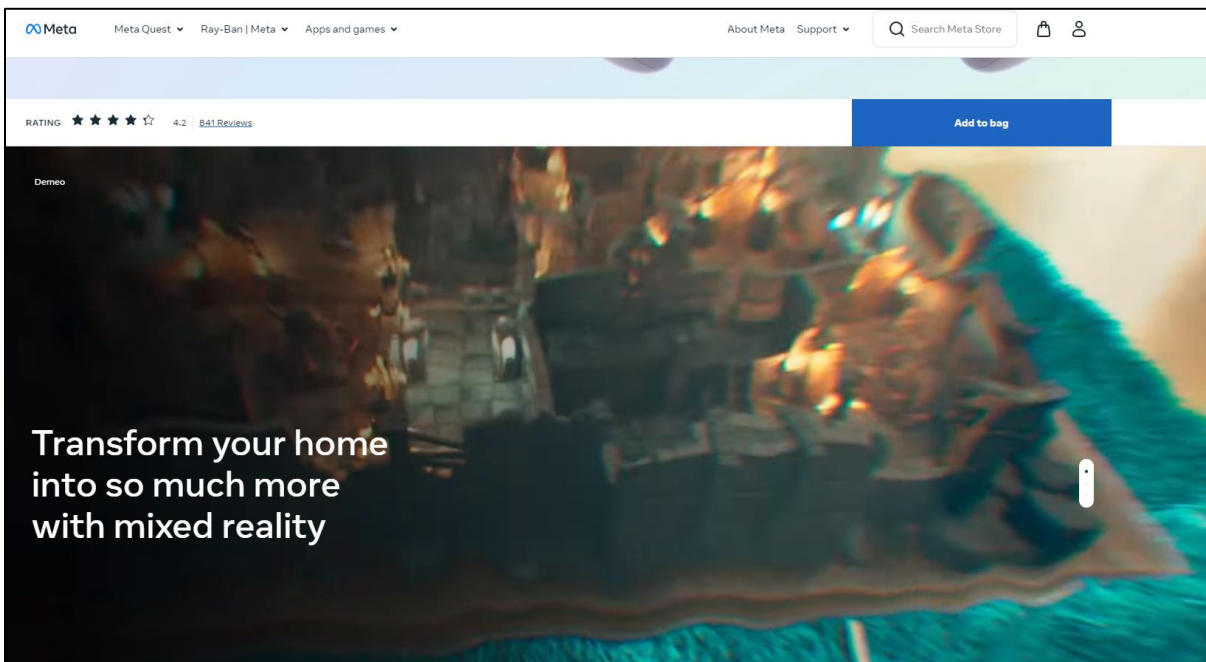 Meta
Meta Quest Ray-Ban | Meta Apps and games About Meta Support Search Meta Store
RATING 4.2 841 Reviews Add to bag
Demeo
Transform your home
into so much more
with mixed reality